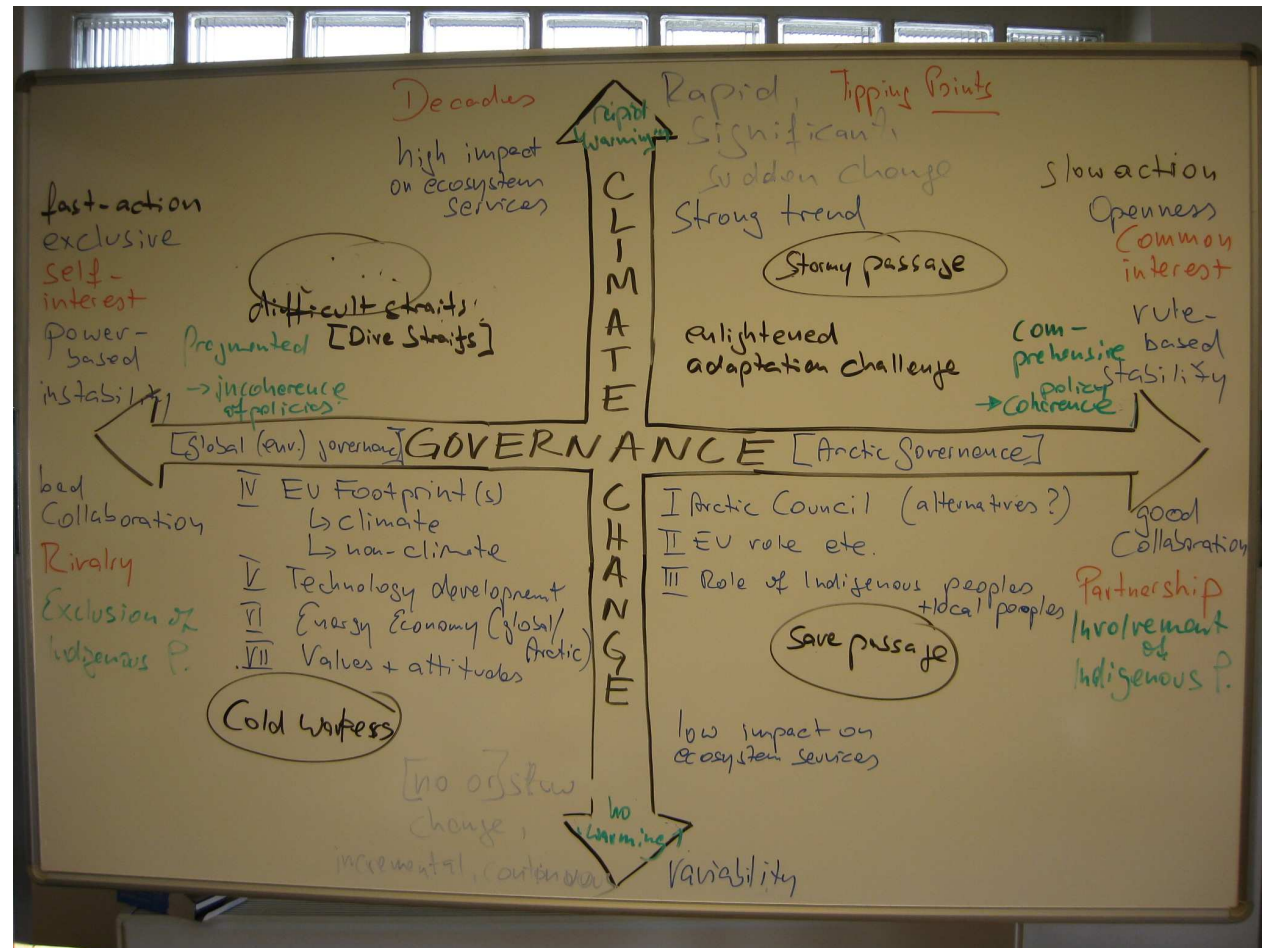 Decades
high impact
on ecosystem
services
fast-action
exclusive
self-
interest
power-
based
instability
difficult straits
[Dire Straits]
Fragmented
→ incoherence
of policies
rapid
warming
CLIMATE
CHANGE
Rapid, Tipping Points
Significant,
sudden change
Strong trend
Stormy passage
enlightened
adaptation challenge
slow action
Openness
Common
interest
rule-
based
stability
com-
prehensive
policy
→ coherence
[Global (env.) governance] GOVERNANCE [Arctic Governance]
bad
Collaboration
Rivalry
Exclusion of
Indigenous P.
IV EU Footprint(s)
↳ climate
↳ non-climate
V Technology development
VI Energy Economy (global/
Arctic)
VII Values + attitudes
Cold
[no or] slow
change,
incremental, continuous
I Arctic Council (alternatives?)
II EU role etc.
III Role of Indigenous peoples
+local peoples
Save passage
low impact on
ecosystem services
good
Collaboration
Partnership
Involvement
of
Indigenous P.
no
warming
Variability